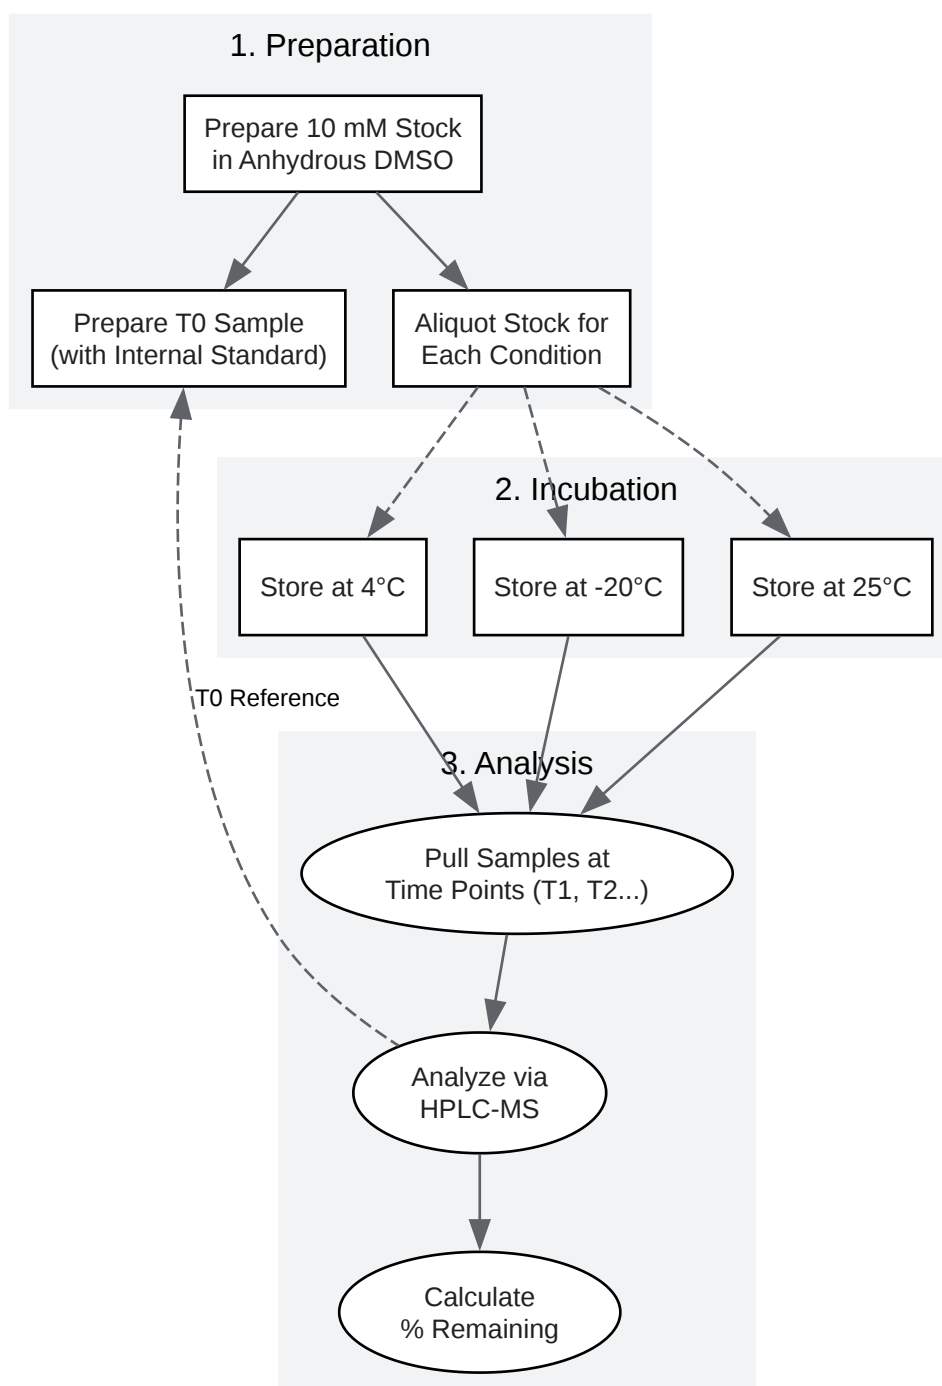 1. Preparation
Prepare 10 mM Stock
in Anhydrous DMSO
Prepare T0 Sample
(with Internal Standard)
Aliquot Stock for
Each Condition
2. Incubation
Store at 4°C
Store at -20°C
Store at 25°C
T0 Reference
3. Analysis
Pull Samples at
Time Points (T1, T2...)
Analyze via
HPLC-MS
Calculate
% Remaining